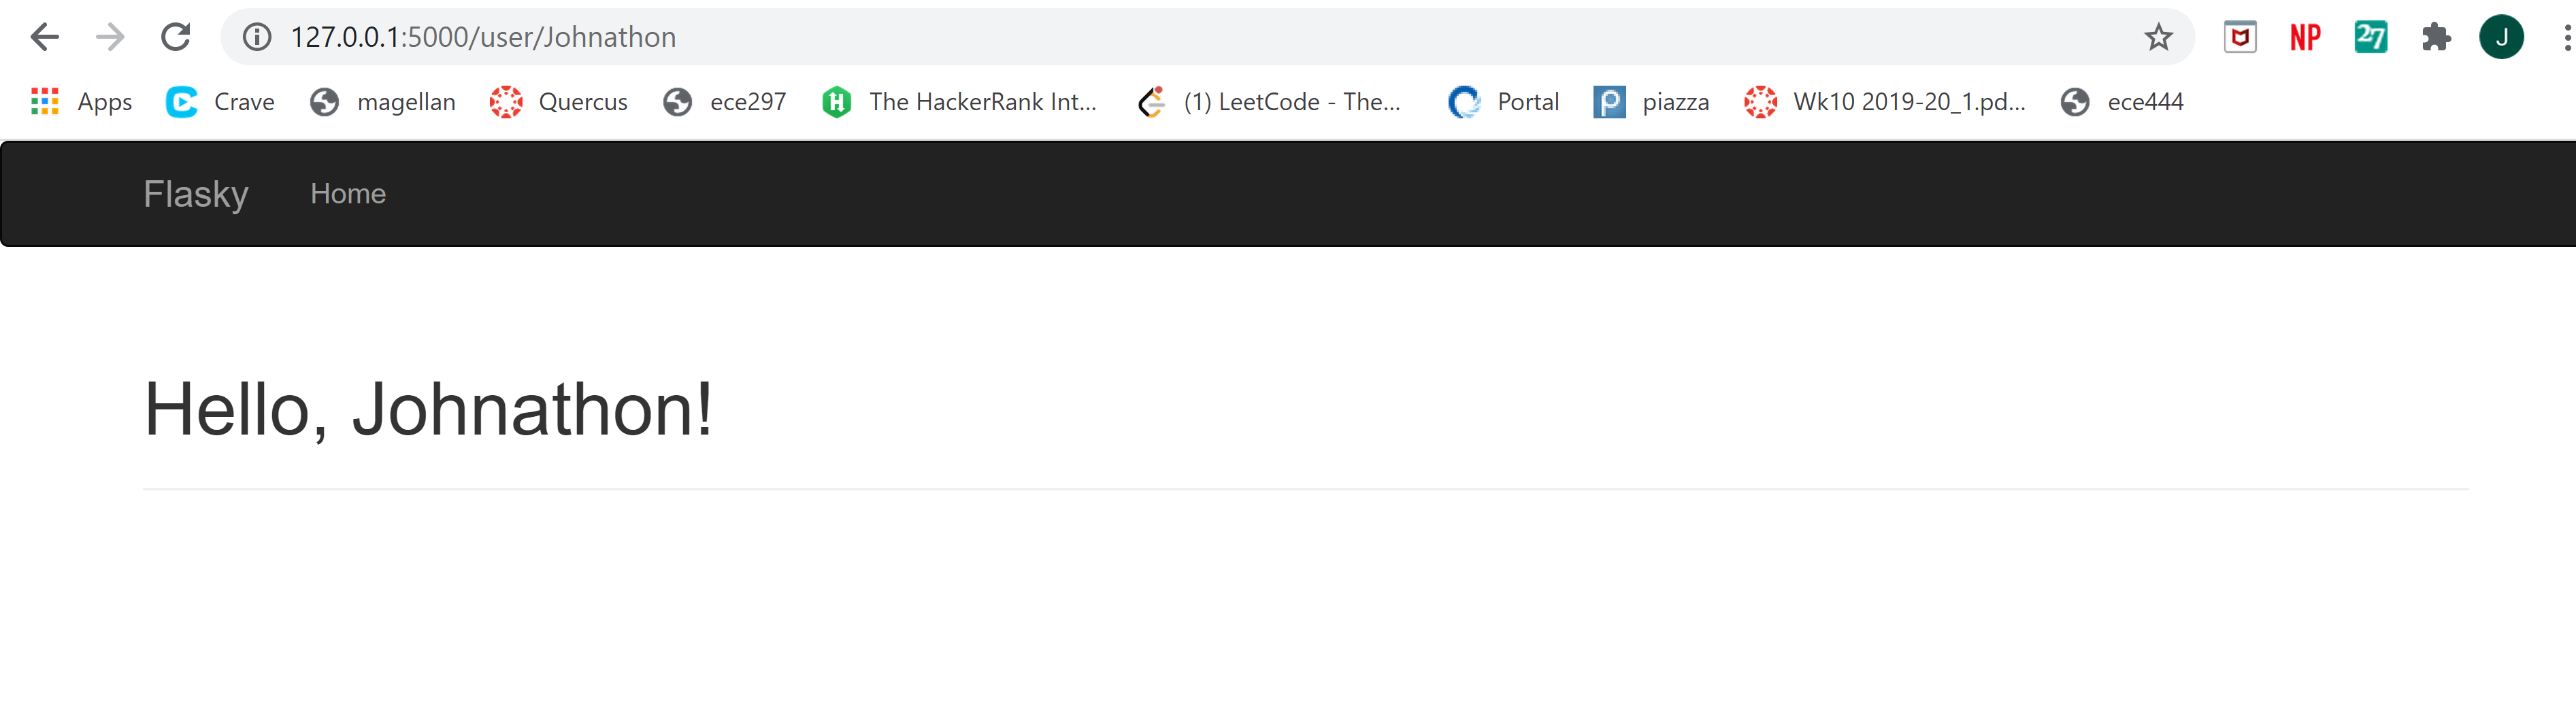 127.0.0.1:5000/user/Johnathon NP 27 J
Apps Crave magellan Quercus ece297 The HackerRank Int... (1) LeetCode - The... Portal piazza Wk10 2019-20_1.pd... ece444
Flasky Home
Hello, Johnathon!